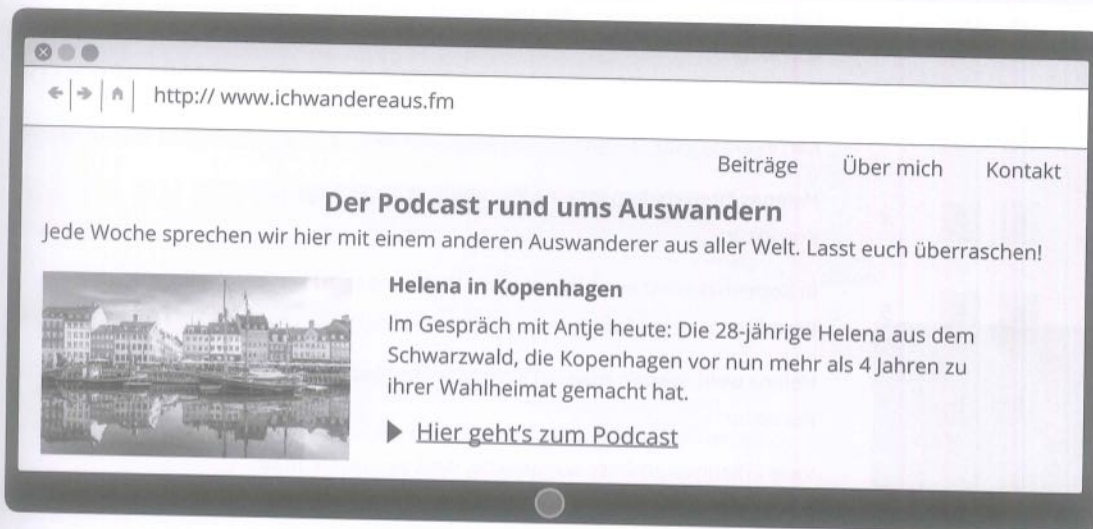 http:// www.ichwandereaus.fm
Beiträge Über mich Kontakt
Der Podcast rund ums Auswandern
Jede Woche sprechen wir hier mit einem anderen Auswanderer aus aller Welt. Lasst euch überraschen!
Helena in Kopenhagen
Im Gespräch mit Antje heute: Die 28-jährige Helena aus dem
Schwarzwald, die Kopenhagen vor nun mehr als 4 Jahren zu
ihrer Wahlheimat gemacht hat.
Hier geht's zum Podcast